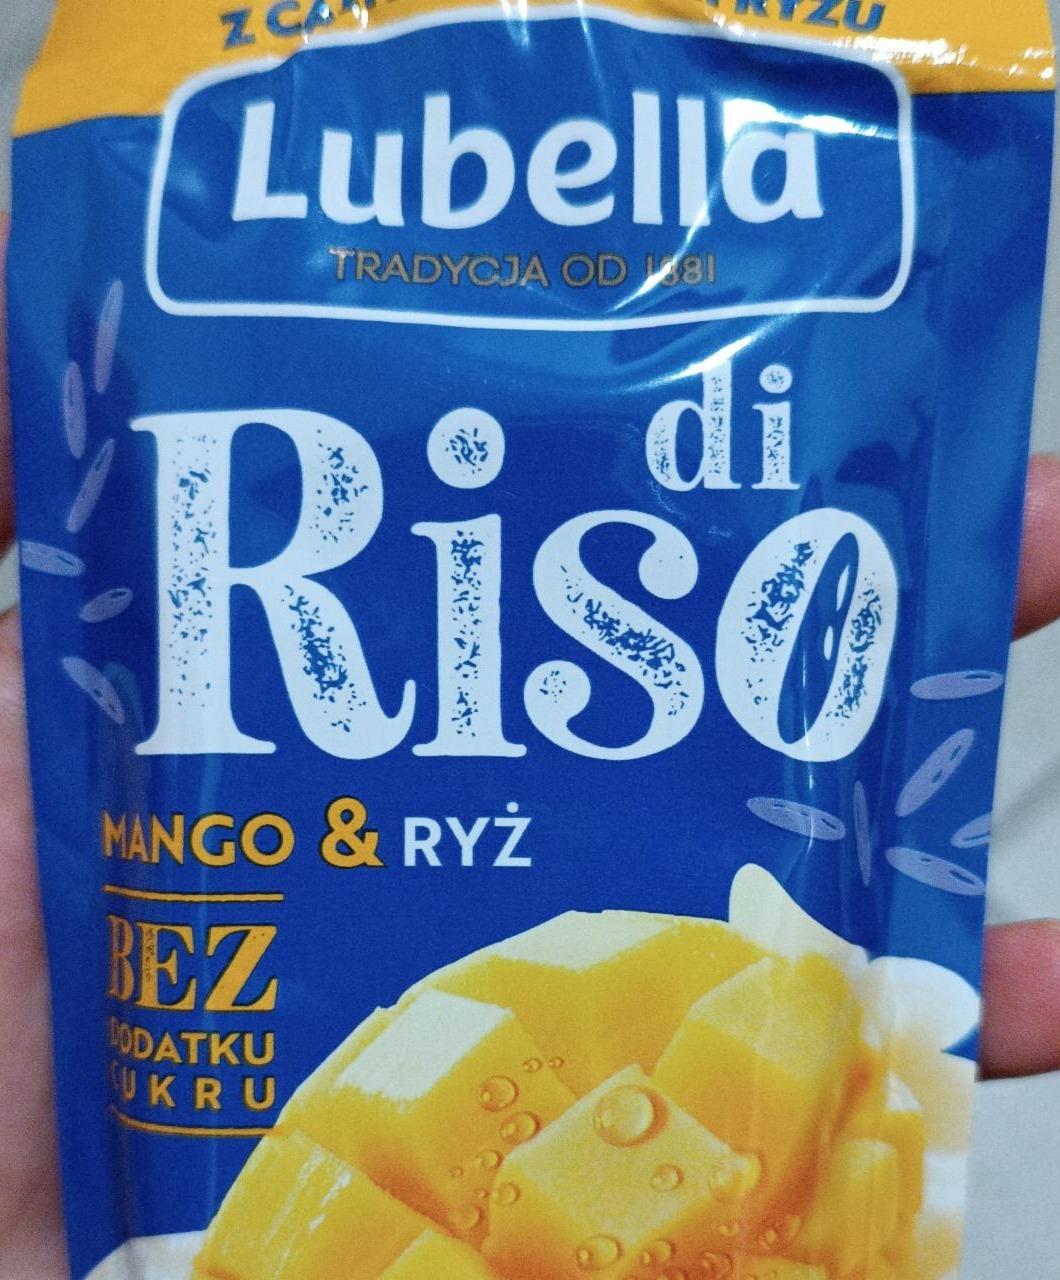 Lubella
TRADYCJA OD 1881
di
Riso
MANGO & RYŻ
BEZ
DODATKU
CUKRU